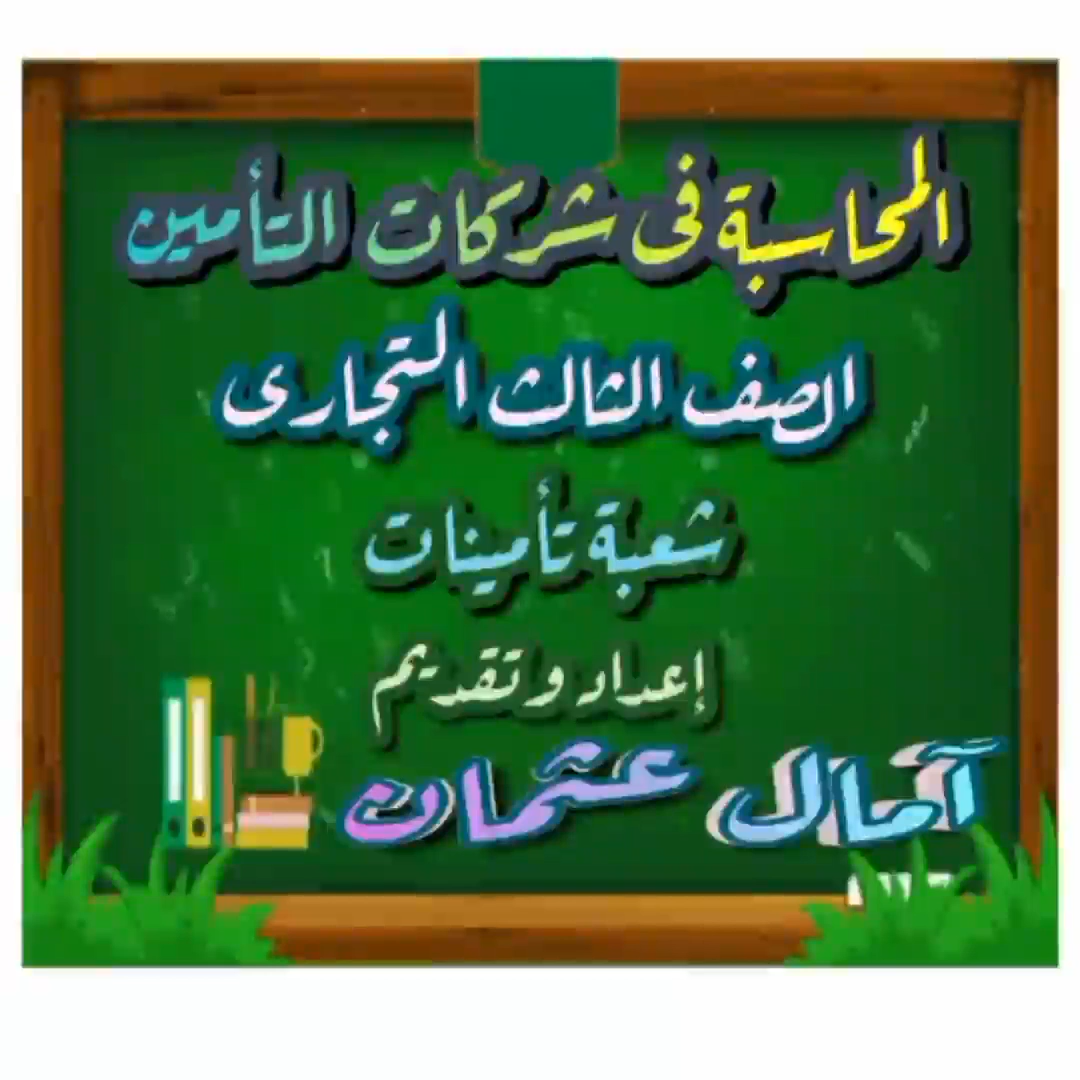 المحاسبة فى شركات التأمين
الصف الثالث التجارى
شعبة تأمينات
إعداد وتقديم
آمال عثمان